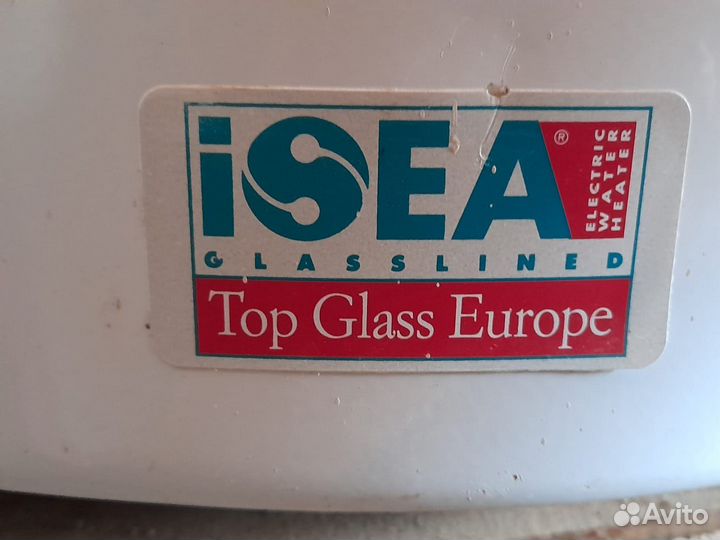 iSEA®
ELECTRIC
WATER
HEATER
GLASSLINED
Top Glass Europe
Avito